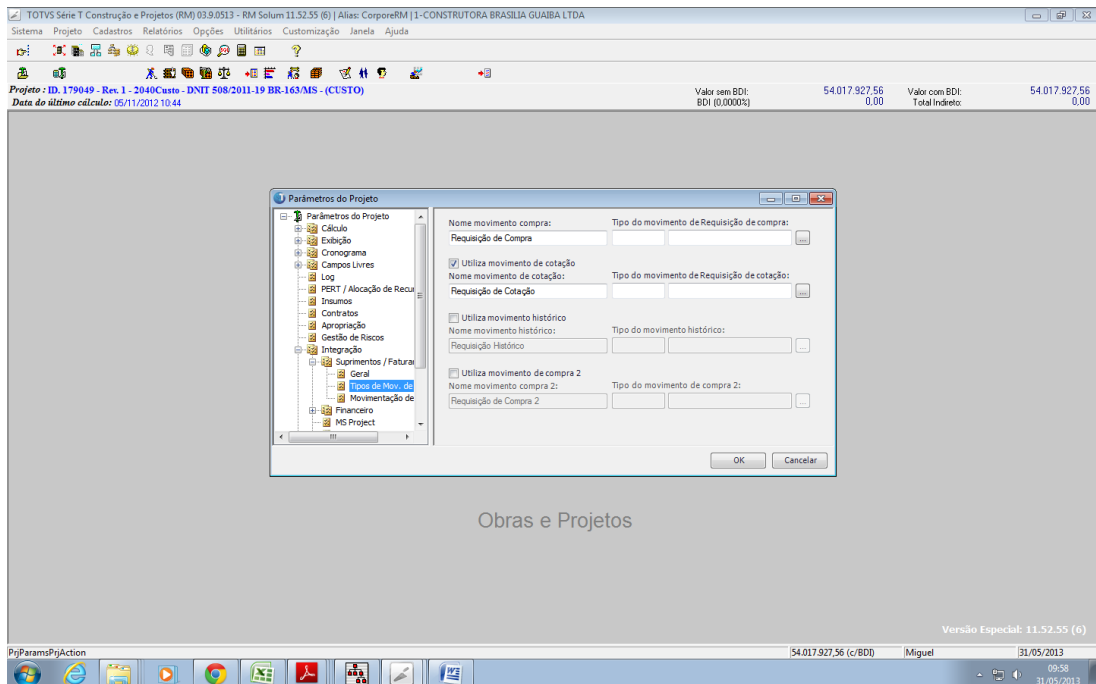 TOTVS Série T Construção e Projetos (RM) 03.9.0513 - RM Solum 11.52.55 (6) | Alias: CorporeRM | 1-CONSTRUTORA BRASILIA GUAIBA LTDA
Sistema Projeto Cadastros Relatórios Opções Utilitários Customização Janela Ajuda
Projeto : ID. 179049 - Rev. 1 - 2040Custo - DNIT 508/2011-19 BR-163/MS - (CUSTO)
Valor sem BDI: 54.017.927,56 Valor com BDI: 54.017.927,56
Data do último cálculo: 05/11/2012 10:44
BDI (0,0000%) 0,00 Total Indireto: 0,00
Parâmetros do Projeto
Parâmetros do Projeto
Cálculo
Exibição
Cronograma
Campos Livres
Log
PERT / Alocação de Recur
Insumos
Contratos
Apropriação
Gestão de Riscos
Integração
Suprimentos / Fatura
Geral
Tipos de Mov. de
Movimentação de
Financeiro
MS Project
Nome movimento compra: Tipo do movimento de Requisição de compra:
Requisição de Compra ...
Utiliza movimento de cotação
Nome movimento de cotação: Tipo do movimento de Requisição de cotação:
Requisição de Cotação ...
Utiliza movimento histórico
Nome movimento histórico: Tipo do movimento histórico:
Requisição Histórico ...
Utiliza movimento de compra 2
Nome movimento compra 2: Tipo do movimento de compra 2:
Requisição de Compra 2 ...
OK Cancelar
Obras e Projetos
Versão Especial: 11.52.55 (6)
PrjParamsPrjAction 54.017.927,56 (c/BDI) Miguel 31/05/2013
09:58
31/05/2013